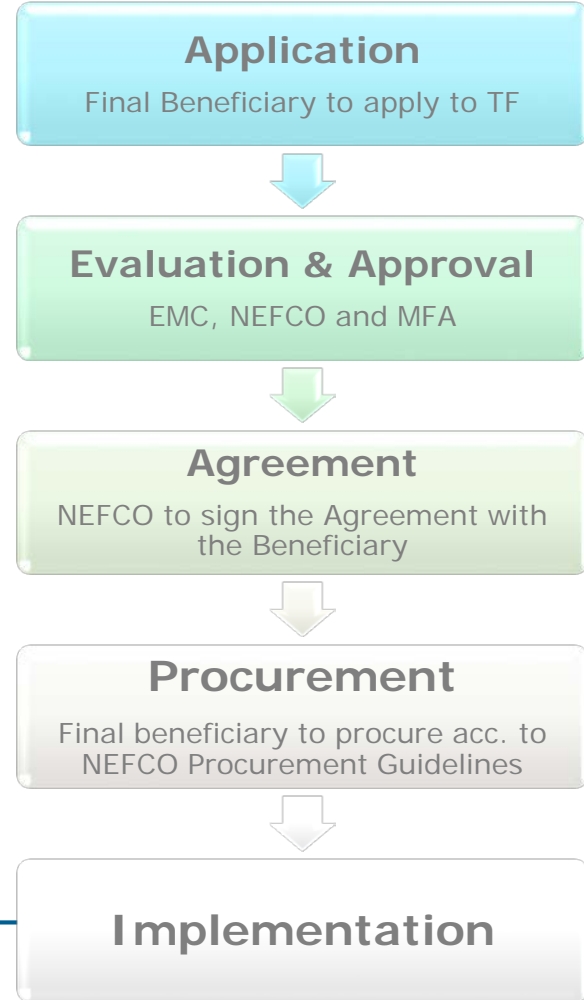 Application
Final Beneficiary to apply to TF
Evaluation & Approval
EMC, NEFCO and MFA
Agreement
NEFCO to sign the Agreement with
the Beneficiary
Procurement
Final beneficiary to procure acc. to
NEFCO Procurement Guidelines
Implementation